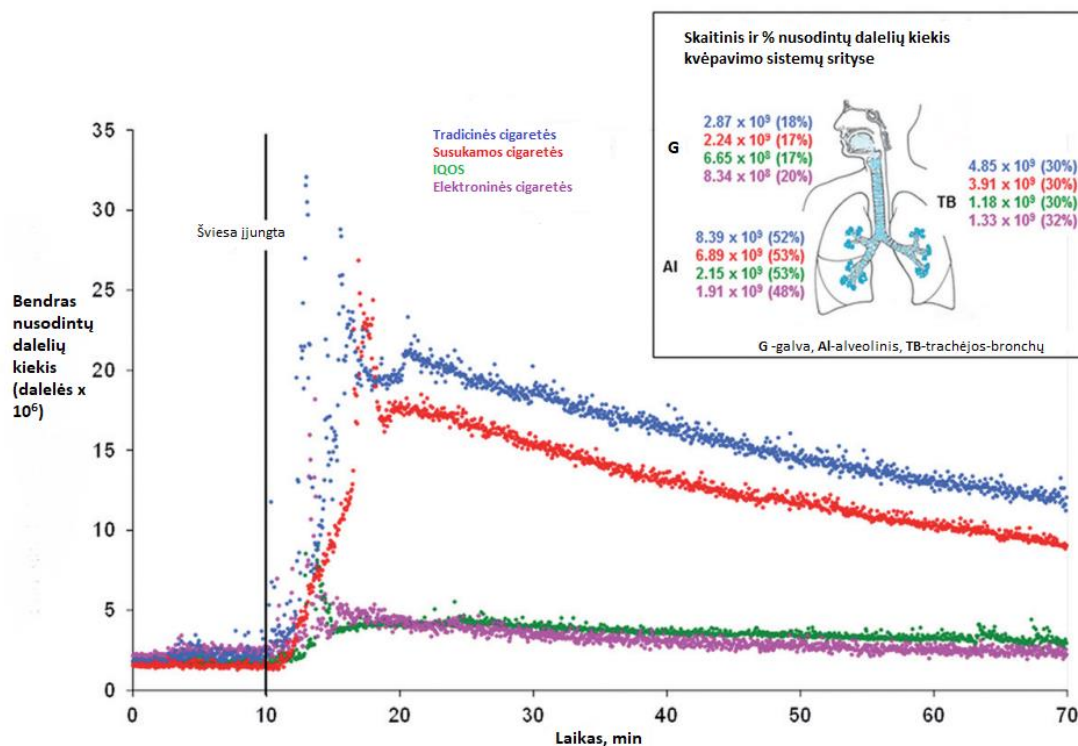 Skaitinis ir % nusodintų dalelių kiekis
kvėpavimo sistemų srityse
G
2.87 x 10⁹ (18%)
2.24 x 10⁹ (17%)
6.65 x 10⁸ (17%)
8.34 x 10⁸ (20%)
TB
4.85 x 10⁹ (30%)
3.91 x 10⁹ (30%)
1.18 x 10⁹ (30%)
1.33 x 10⁹ (32%)
Al
8.39 x 10⁹ (52%)
6.89 x 10⁹ (53%)
2.15 x 10⁹ (53%)
1.91 x 10⁹ (48%)
G -galva, Al-alveolinis, TB-trachėjos-bronchų
Tradicinės cigaretės
Susukamos cigaretės
IQOS
Elektroninės cigaretės
Šviesa įjungta
Bendras
nusodintų
dalelių
kiekis
(dalelės x
10⁶)
35
30
25
20
15
10
5
0
0 10 20 30 40 50 60 70
Laikas, min